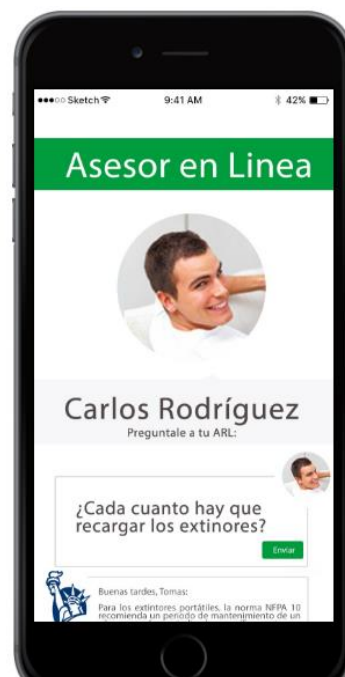 Sketch 9:41 AM 42%
Asesor en Linea
Carlos Rodríguez
Preguntale a tu ARL:
¿Cada cuanto hay que
recargar los extinores?
Enviar
Buenas tardes, Tomas:
Para los extintores portátiles, la norma NFPA 10
recomienda un periodo de mantenimiento de un